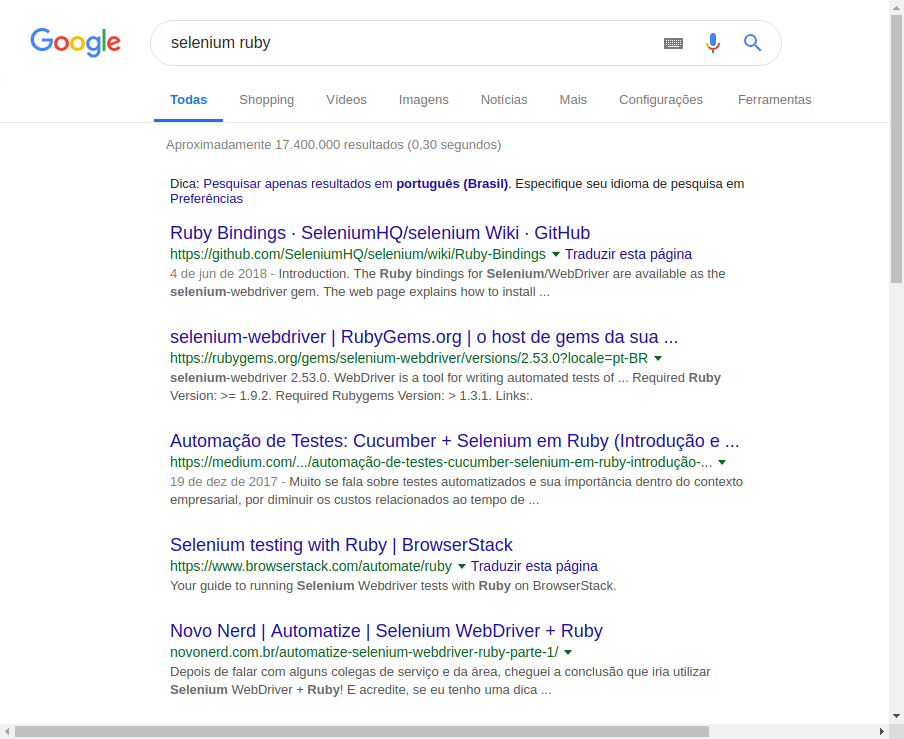 Google
selenium ruby
Todas Shopping Vídeos Imagens Notícias Mais Configurações Ferramentas
Aproximadamente 17.400.000 resultados (0,30 segundos)
Dica: Pesquisar apenas resultados em português (Brasil). Especifique seu idioma de pesquisa em
Preferências
Ruby Bindings · SeleniumHQ/selenium Wiki · GitHub
https://github.com/SeleniumHQ/selenium/wiki/Ruby-Bindings Traduzir esta página
4 de jun de 2018 - Introduction. The Ruby bindings for Selenium/WebDriver are available as the
selenium-webdriver gem. The web page explains how to install ...
selenium-webdriver | RubyGems.org | o host de gems da sua ...
https://rubygems.org/gems/selenium-webdriver/versions/2.53.0?locale=pt-BR
selenium-webdriver 2.53.0. WebDriver is a tool for writing automated tests of ... Required Ruby
Version: >= 1.9.2. Required Rubygems Version: > 1.3.1. Links:.
Automação de Testes: Cucumber + Selenium em Ruby (Introdução e ...
https://medium.com/.../automação-de-testes-cucumber-selenium-em-ruby-introdução-...
19 de dez de 2017 - Muito se fala sobre testes automatizados e sua importância dentro do contexto
empresarial, por diminuir os custos relacionados ao tempo de ...
Selenium testing with Ruby | BrowserStack
https://www.browserstack.com/automate/ruby Traduzir esta página
Your guide to running Selenium Webdriver tests with Ruby on BrowserStack.
Novo Nerd | Automatize | Selenium WebDriver + Ruby
novonerd.com.br/automatize-selenium-webdriver-ruby-parte-1/
Depois de falar com alguns colegas de serviço e da área, cheguei a conclusão que iria utilizar
Selenium WebDriver + Ruby! E acredite, se eu tenho uma dica ...